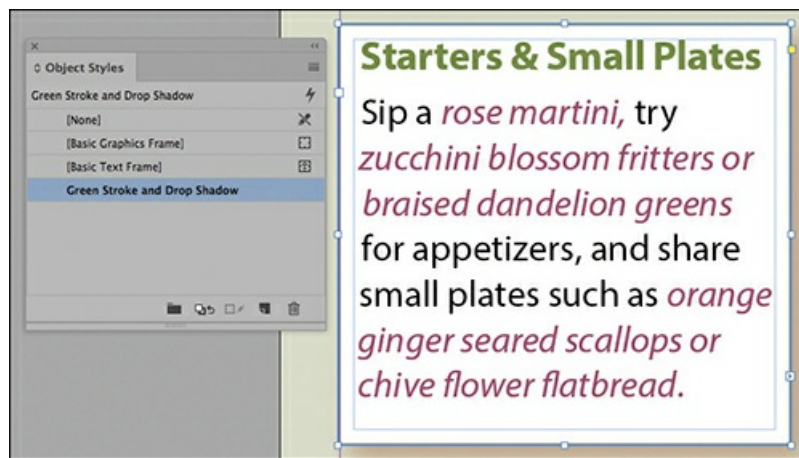 Object Styles
Green Stroke and Drop Shadow
[None]
[Basic Graphics Frame]
[Basic Text Frame]
Green Stroke and Drop Shadow
Starters & Small Plates
Sip a rose martini, try
zucchini blossom fritters or
braised dandelion greens
for appetizers, and share
small plates such as orange
ginger seared scallops or
chive flower flatbread.